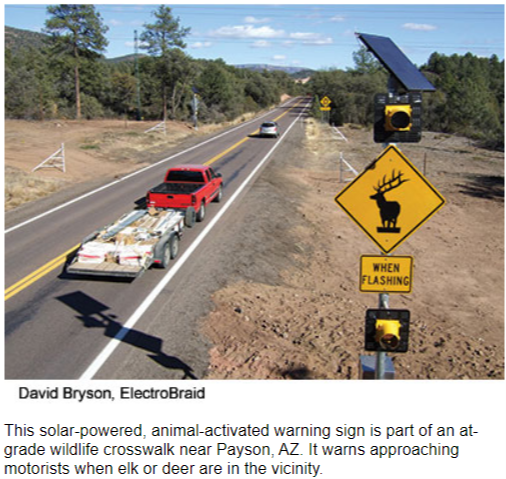 WHEN
FLASHING
David Bryson, ElectroBraid
This solar-powered, animal-activated warning sign is part of an at-
grade wildlife crosswalk near Payson, AZ. It warns approaching
motorists when elk or deer are in the vicinity.